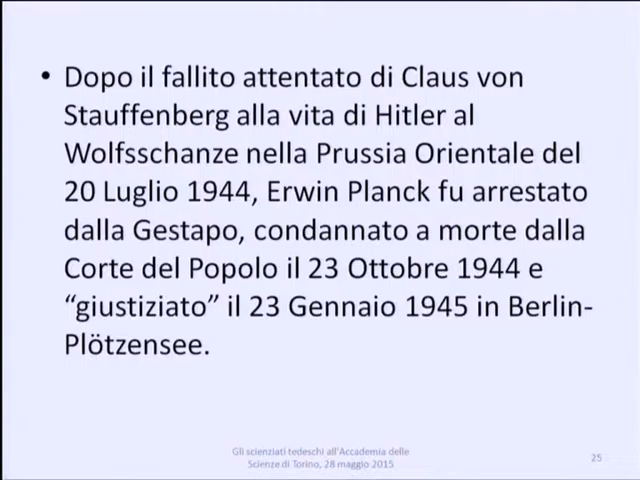 • Dopo il fallito attentato di Claus von
Stauffenberg alla vita di Hitler al
Wolfsschanze nella Prussia Orientale del
20 Luglio 1944, Erwin Planck fu arrestato
dalla Gestapo, condannato a morte dalla
Corte del Popolo il 23 Ottobre 1944 e
“giustiziato” il 23 Gennaio 1945 in Berlin-
Plötzensee.
Gli scienziati tedeschi all'Accademia delle
Scienze di Torino, 28 maggio 2015
25